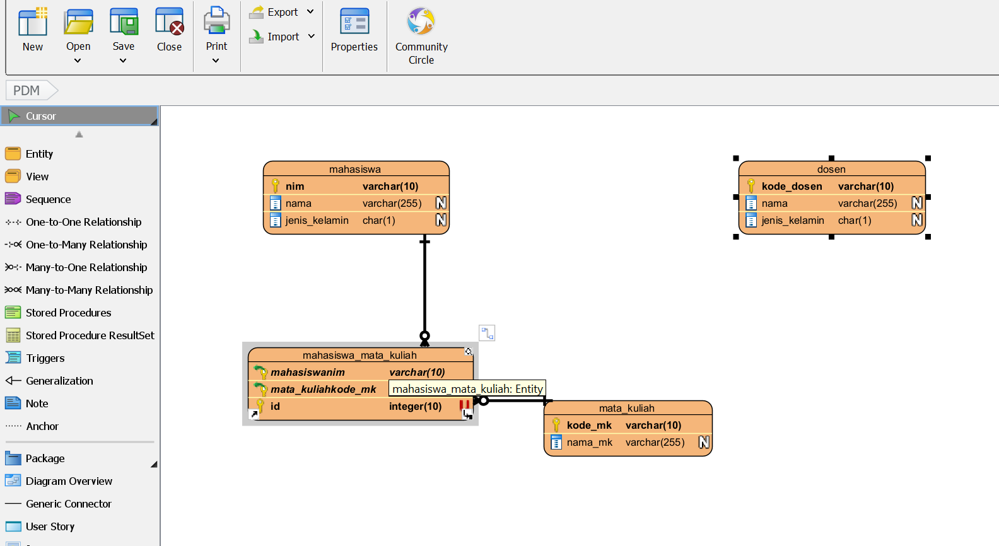 New
Open
Save
Close
Print
Export
Import
Properties
Community
Circle
PDM
Cursor
Entity
View
Sequence
One-to-One Relationship
One-to-Many Relationship
Many-to-One Relationship
Many-to-Many Relationship
Stored Procedures
Stored Procedure ResultSet
Triggers
Generalization
Note
Anchor
Package
Diagram Overview
Generic Connector
User Story
mahasiswa
nim varchar(10)
nama varchar(255) N
jenis_kelamin char(1) N
dosen
kode_dosen varchar(10)
nama varchar(255) N
jenis_kelamin char(1) N
mahasiswa_mata_kuliah
mahasiswanim varchar(10)
mata_kuliahkode_mk
id integer(10)
mahasiswa_mata_kuliah: Entity
mata_kuliah
kode_mk varchar(10)
nama_mk varchar(255) N